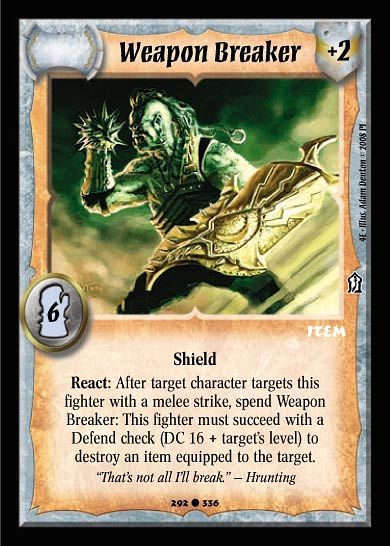 Weapon Breaker
+2
4E • Illus. Adam Denton © 2008 PI
6
ITEM
Shield
React: After target character targets this
fighter with a melee strike, spend Weapon
Breaker: This fighter must succeed with a
Defend check (DC 16 + target's level) to
destroy an item equipped to the target.
“That's not all I'll break.” – Hrunting
292 ● 336